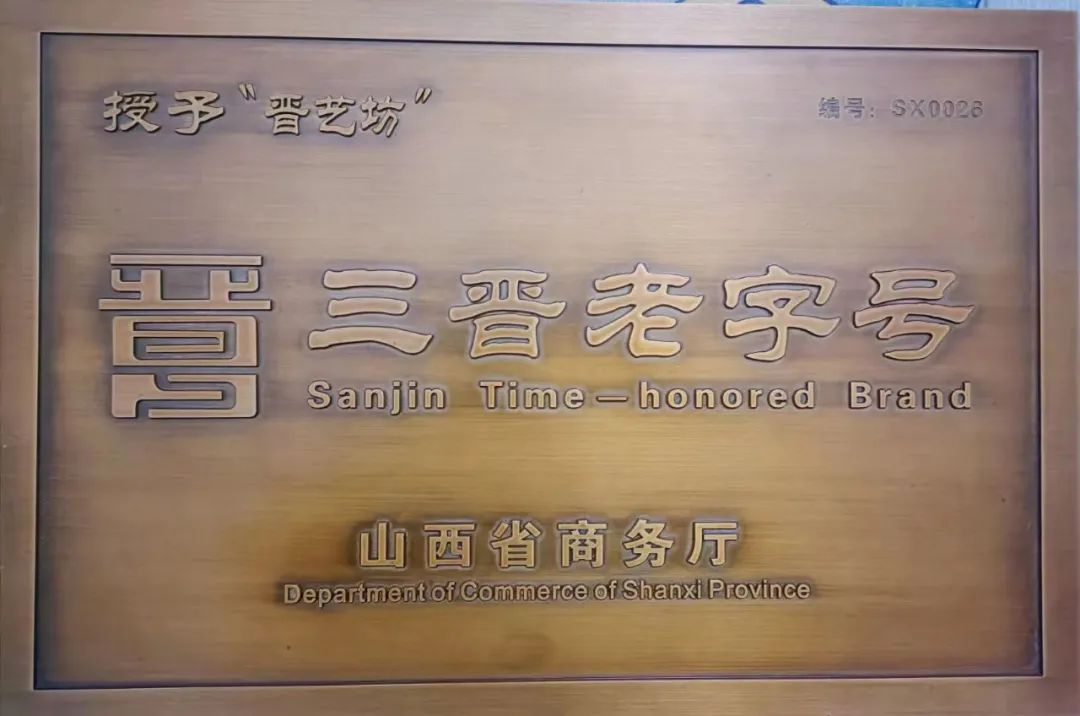 授予“晋艺坊”
编号：SX0026
三晋老字号
Sanjin Time—honored Brand
山西省商务厅
Department of Commerce of Shanxi Province